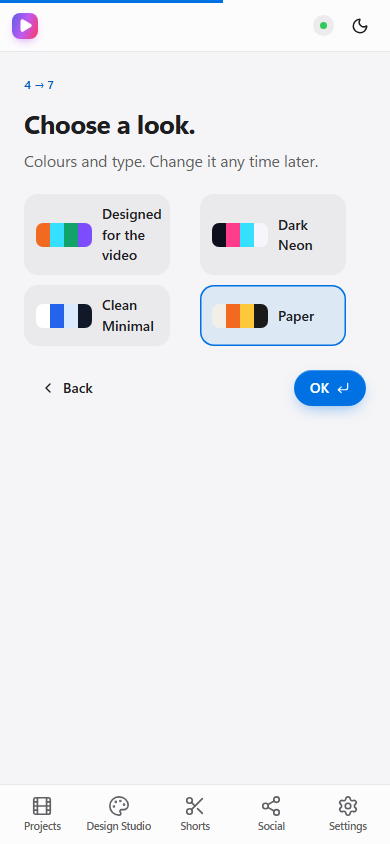 4 → 7
Choose a look.
Colours and type. Change it any time later.
Designed
for the
video
Dark
Neon
Clean
Minimal
Paper
Back
OK
Projects
Design Studio
Shorts
Social
Settings